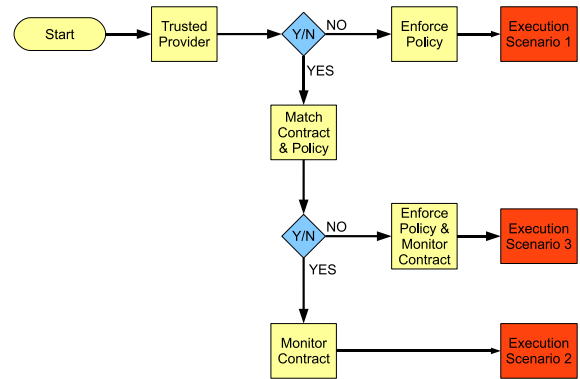 Start
Trusted
Provider
Y/N
NO
Enforce
Policy
Execution
Scenario 1
YES
Match
Contract
& Policy
Y/N
NO
Enforce
Policy &
Monitor
Contract
Execution
Scenario 3
YES
Monitor
Contract
Execution
Scenario 2